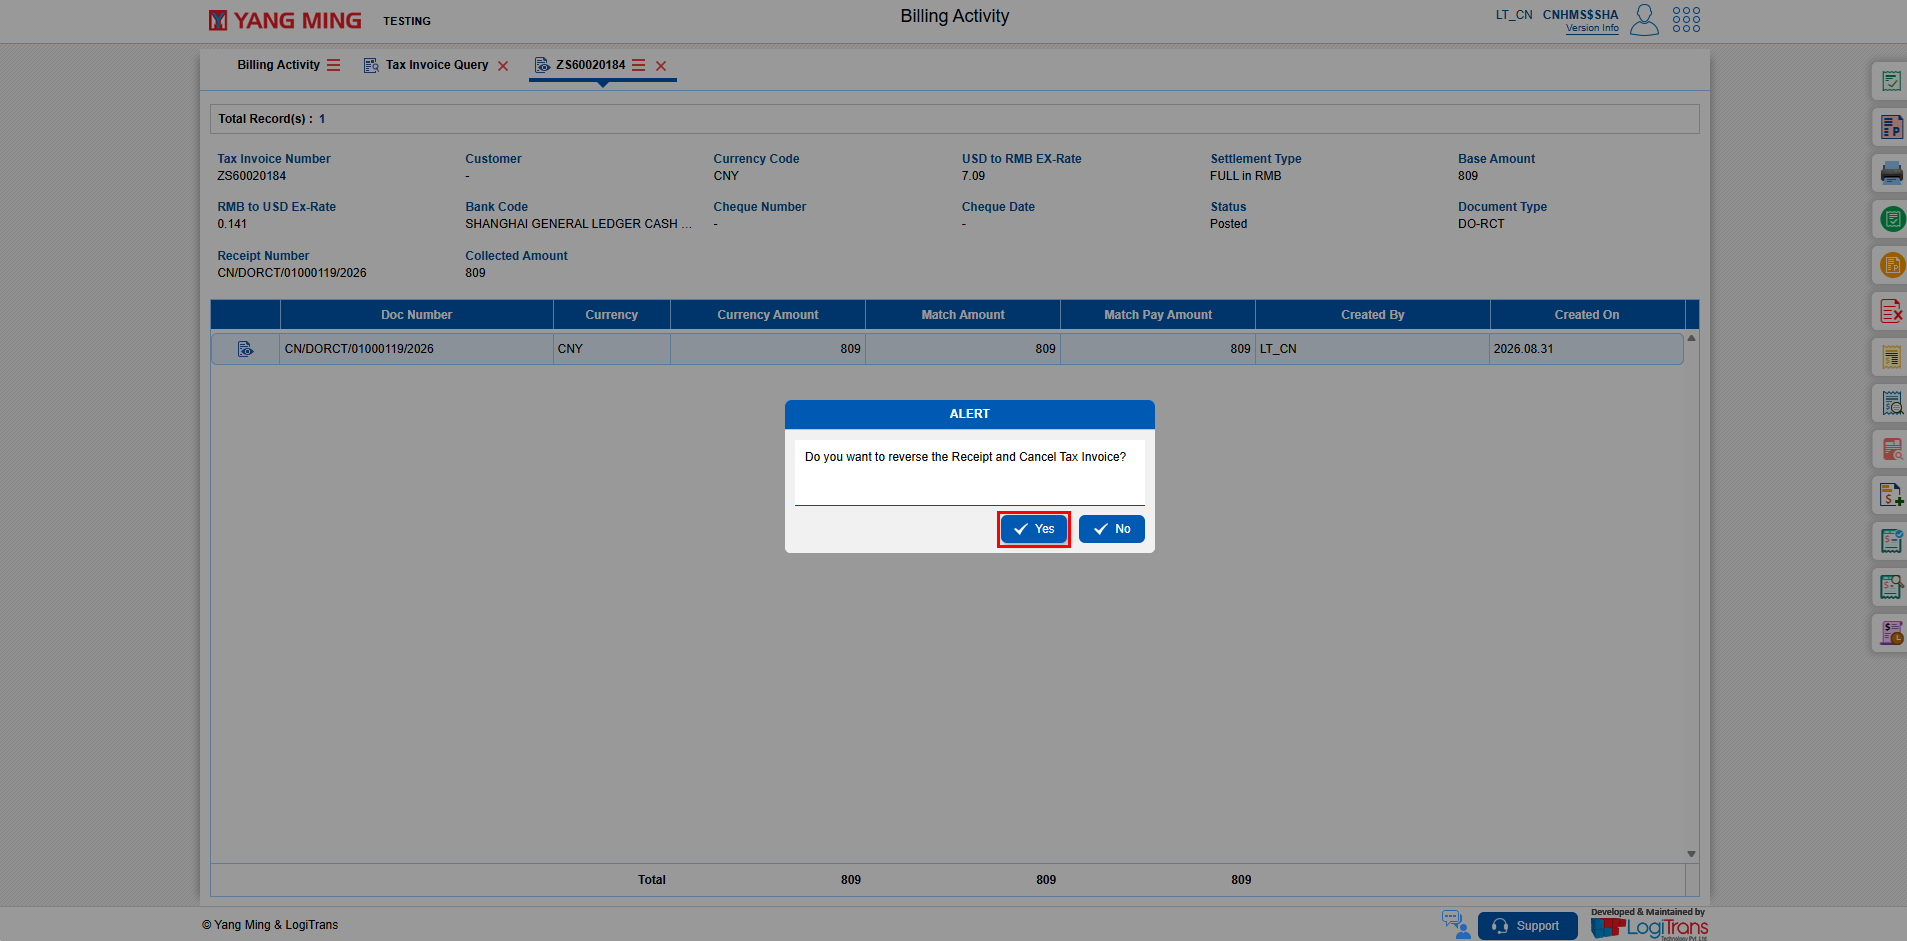 YANG MING TESTING
Billing Activity
LT_CN CNHMS$SHA
Version Info
Billing Activity Tax Invoice Query ZS60020184
Total Record(s) : 1
Tax Invoice Number Customer Currency Code USD to RMB EX-Rate Settlement Type Base Amount
ZS60020184 - CNY 7.09 FULL in RMB 809
RMB to USD Ex-Rate Bank Code Cheque Number Cheque Date Status Document Type
0.141 SHANGHAI GENERAL LEDGER CASH ... - - Posted DO-RCT
Receipt Number Collected Amount
CN/DORCT/01000119/2026 809
Doc Number Currency Currency Amount Match Amount Match Pay Amount Created By Created On
CN/DORCT/01000119/2026 CNY 809 809 809 LT_CN 2026.08.31
ALERT
Do you want to reverse the Receipt and Cancel Tax Invoice?
Yes No
Total 809 809 809
© Yang Ming & LogiTrans
Support
Developed & Maintained by
LogiTrans
Technology Pvt. Ltd.